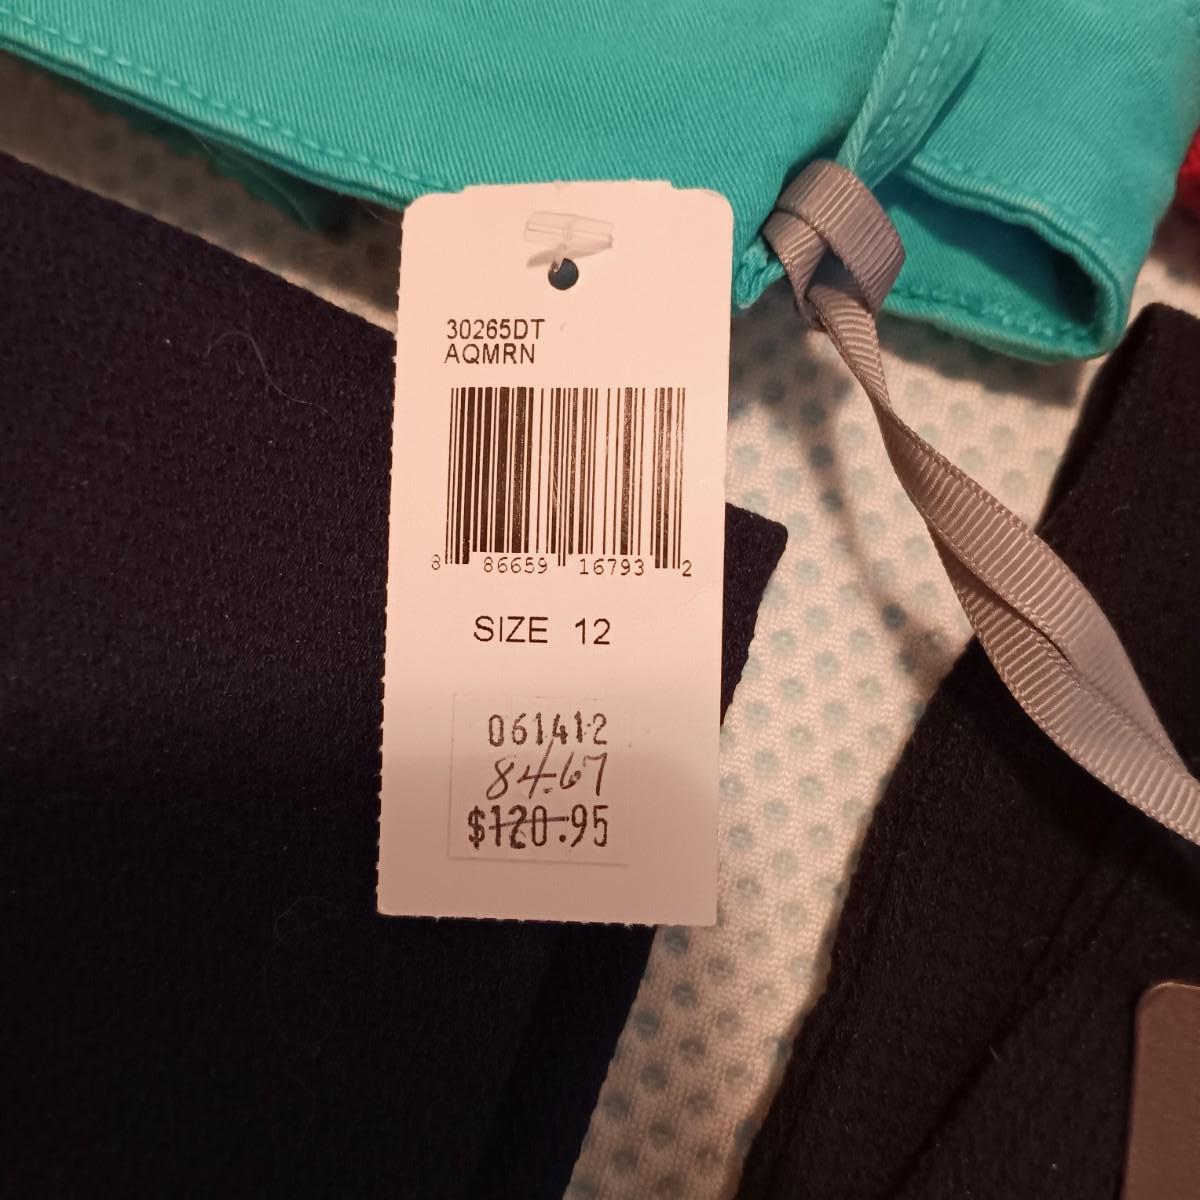 30265DT
AQMRN
8 86659 16793 2
SIZE 12
061412
84.67
$120.95